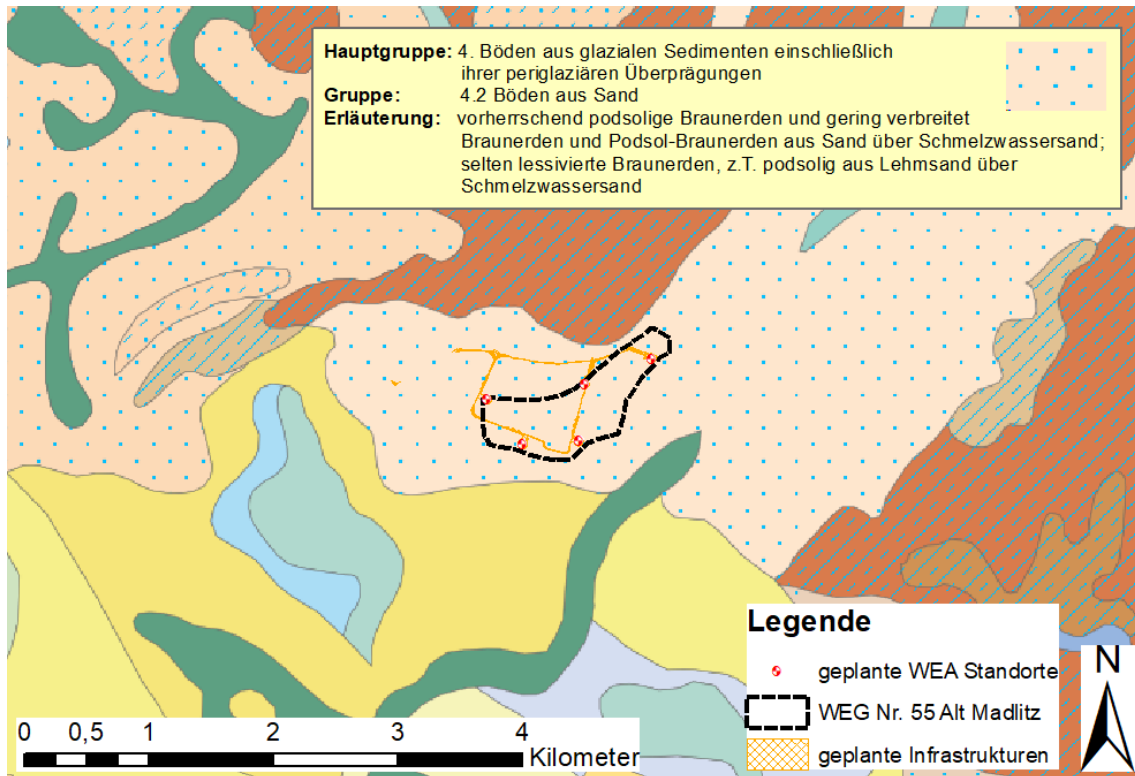 Hauptgruppe: 4. Böden aus glazialen Sedimenten einschließlich
ihrer periglaziären Überprägungen
Gruppe: 4.2 Böden aus Sand
Erläuterung: vorherrschend podsolige Braunerden und gering verbreitet
Braunerden und Podsol-Braunerden aus Sand über Schmelzwassersand;
selten lessivierte Braunerden, z.T. podsolig aus Lehmsand über
Schmelzwassersand
Legende
geplante WEA Standorte
WEG Nr. 55 Alt Madlitz
geplante Infrastrukturen
N
0 0,5 1 2 3 4
Kilometer